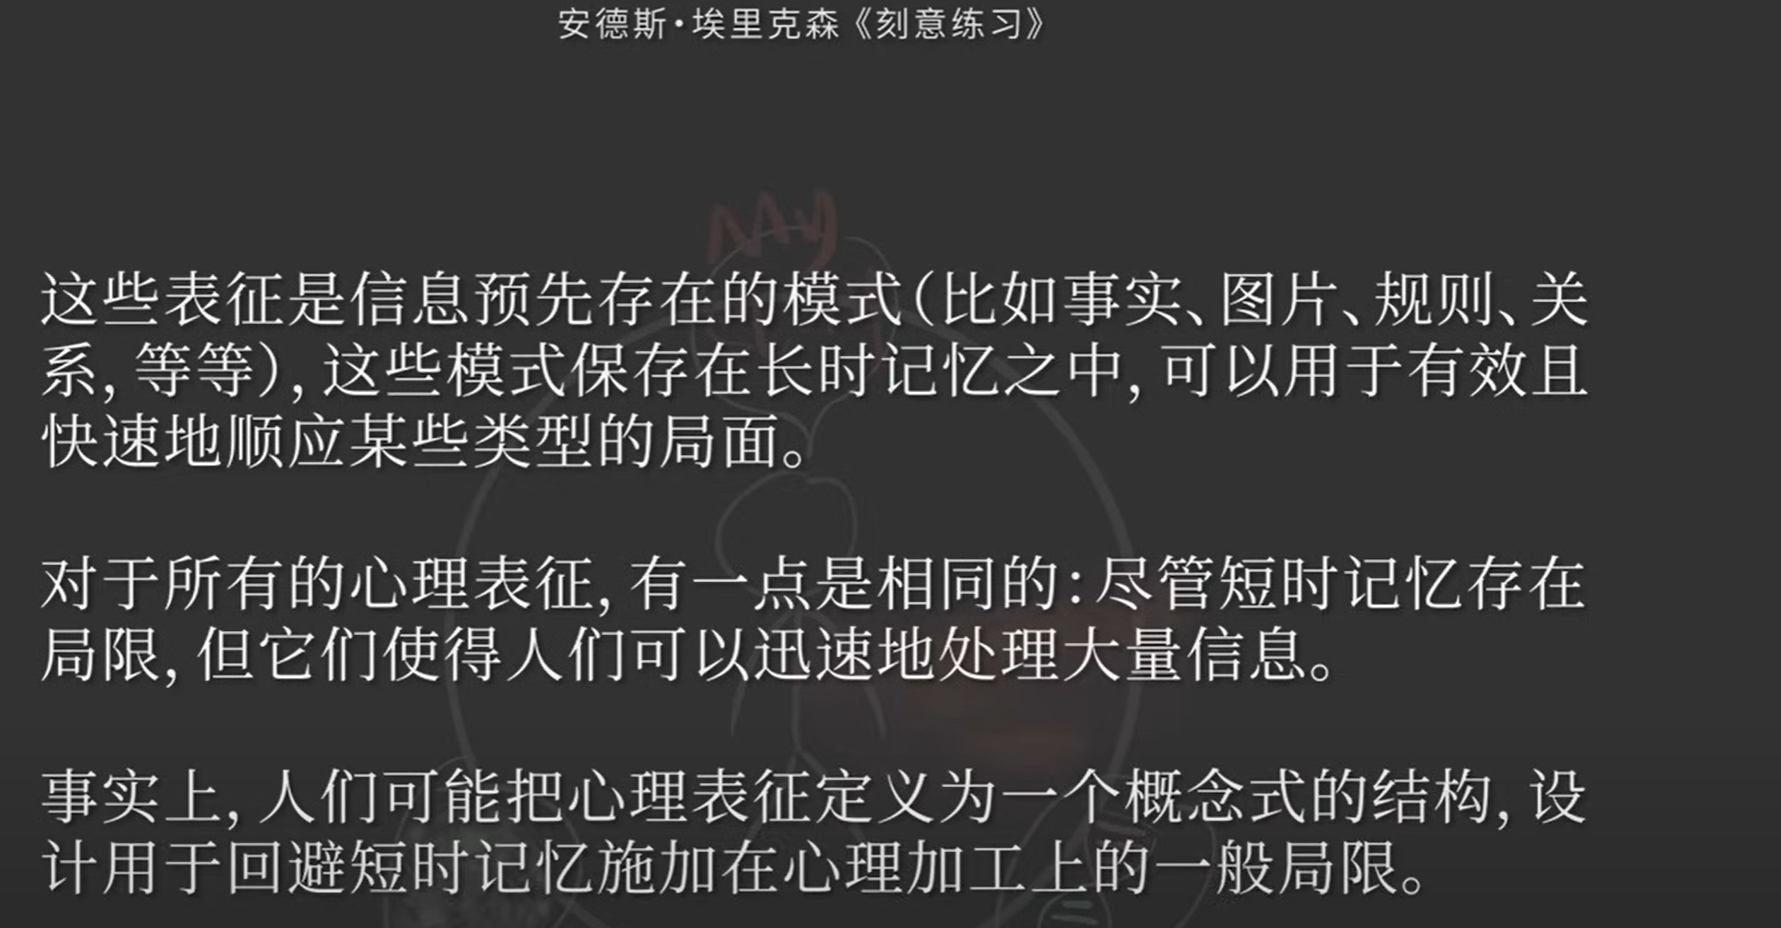 安德斯·埃里克森《刻意练习》
这些表征是信息预先存在的模式(比如事实、图片、规则、关
系, 等等), 这些模式保存在长时记忆之中, 可以用于有效且
快速地顺应某些类型的局面。
对于所有的心理表征, 有一点是相同的: 尽管短时记忆存在
局限, 但它们使得人们可以迅速地处理大量信息。
事实上, 人们可能把心理表征定义为一个概念式的结构, 设
计用于回避短时记忆施加在心理加工上的一般局限。